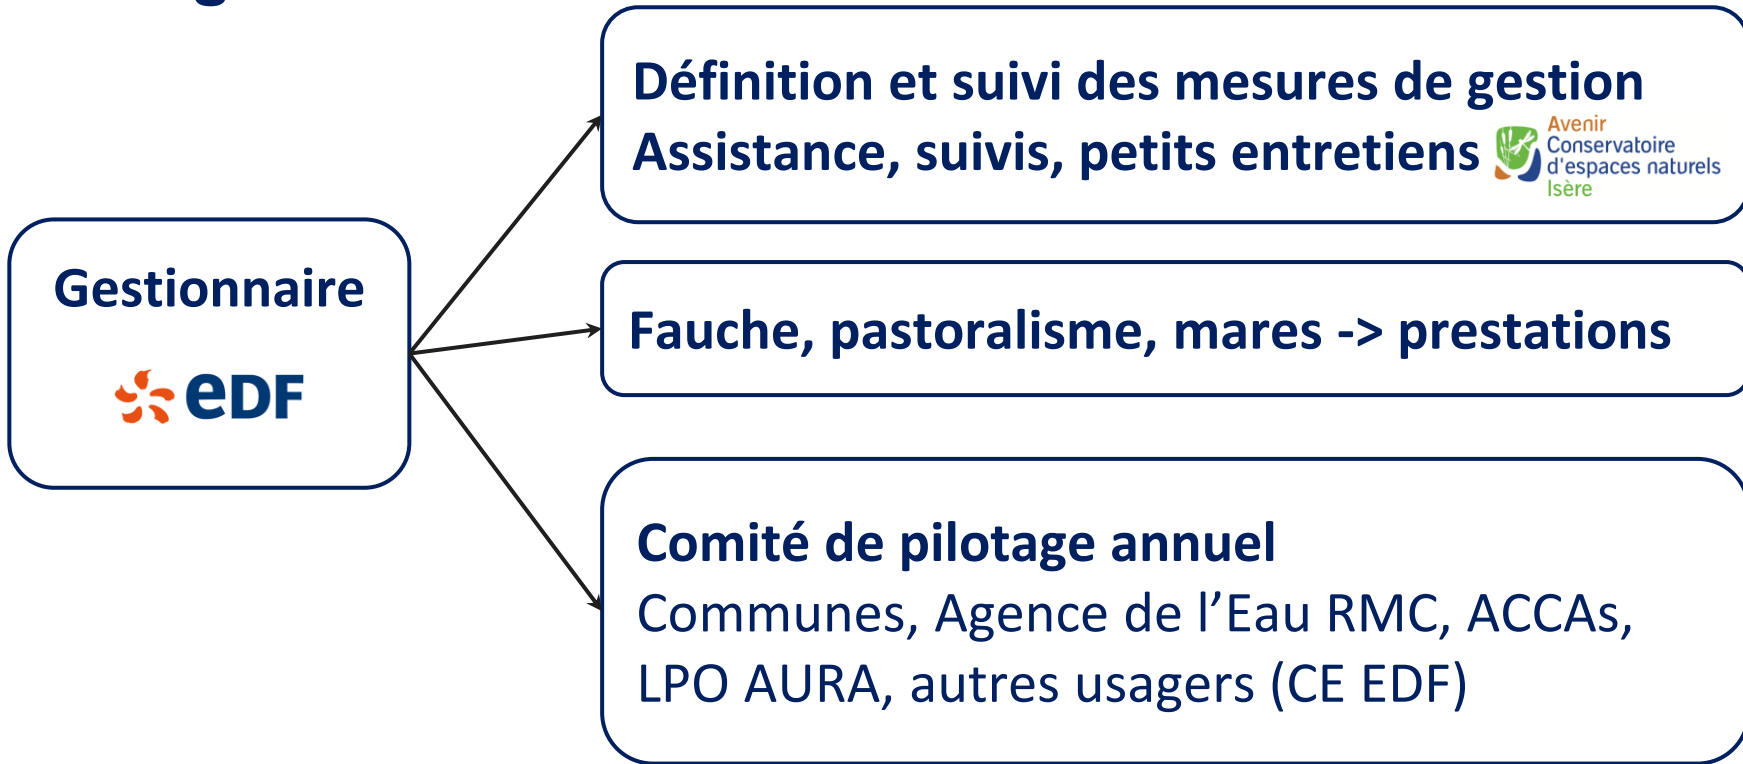 Définition et suivi des mesures de gestion
Assistance, suivis, petits entretiens
Avenir
Conservatoire
d'espaces naturels
Isère
Gestionnaire
eDF
Fauche, pastoralisme, mares -> prestations
Comité de pilotage annuel
Communes, Agence de l’Eau RMC, ACCAs,
LPO AURA, autres usagers (CE EDF)